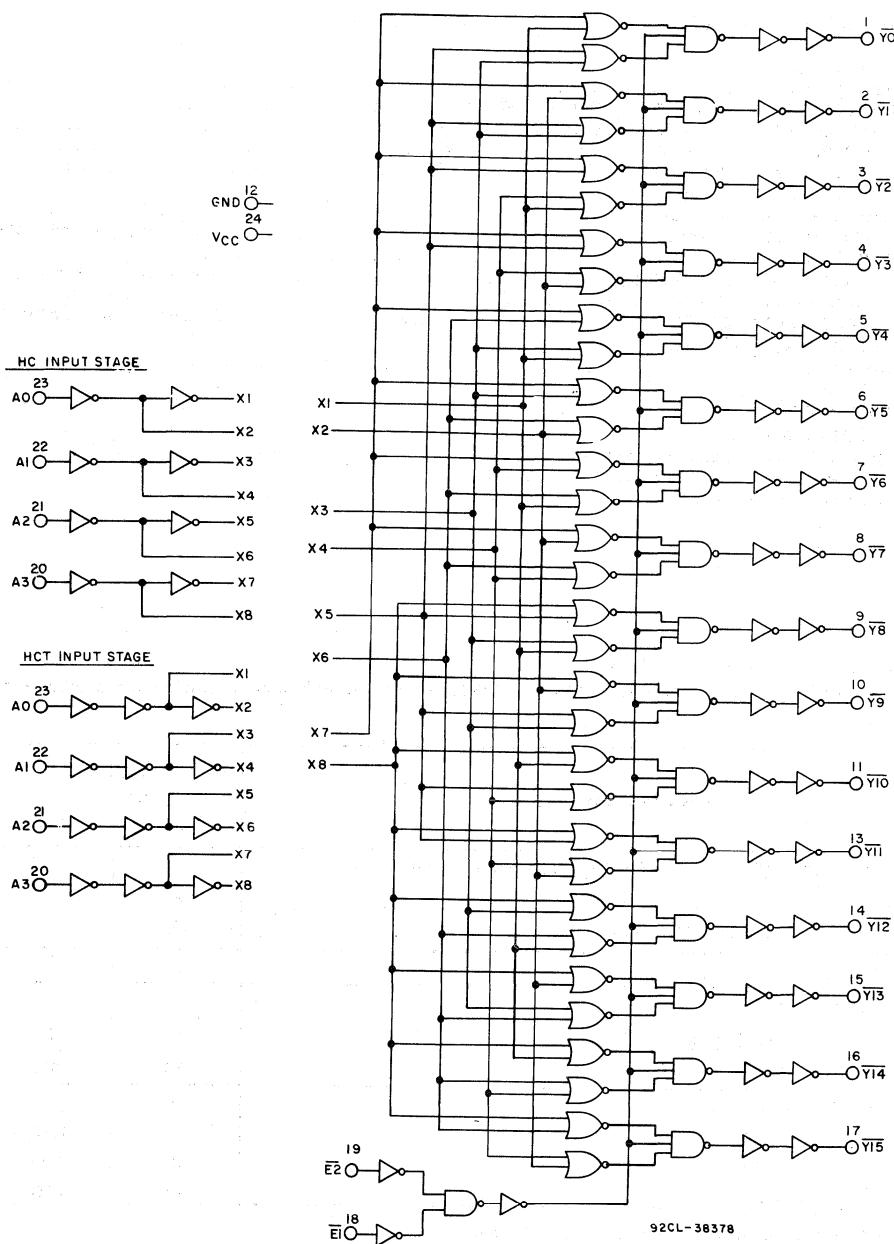 GND 12
VCC 24
HC INPUT STAGE
A0 23
X1
X2
A1 22
X3
X4
A2 21
X5
X6
A3 20
X7
X8
HCT INPUT STAGE
A0 23
X1
X2
A1 22
X3
X4
A2 21
X5
X6
A3 20
X7
X8
X1
X2
X3
X4
X5
X6
X7
X8
E2 19
E1 18
1 Y0
2 Y1
3 Y2
4 Y3
5 Y4
6 Y5
7 Y6
8 Y7
9 Y8
10 Y9
11 Y10
13 Y11
14 Y12
15 Y13
16 Y14
17 Y15
92CL-38378